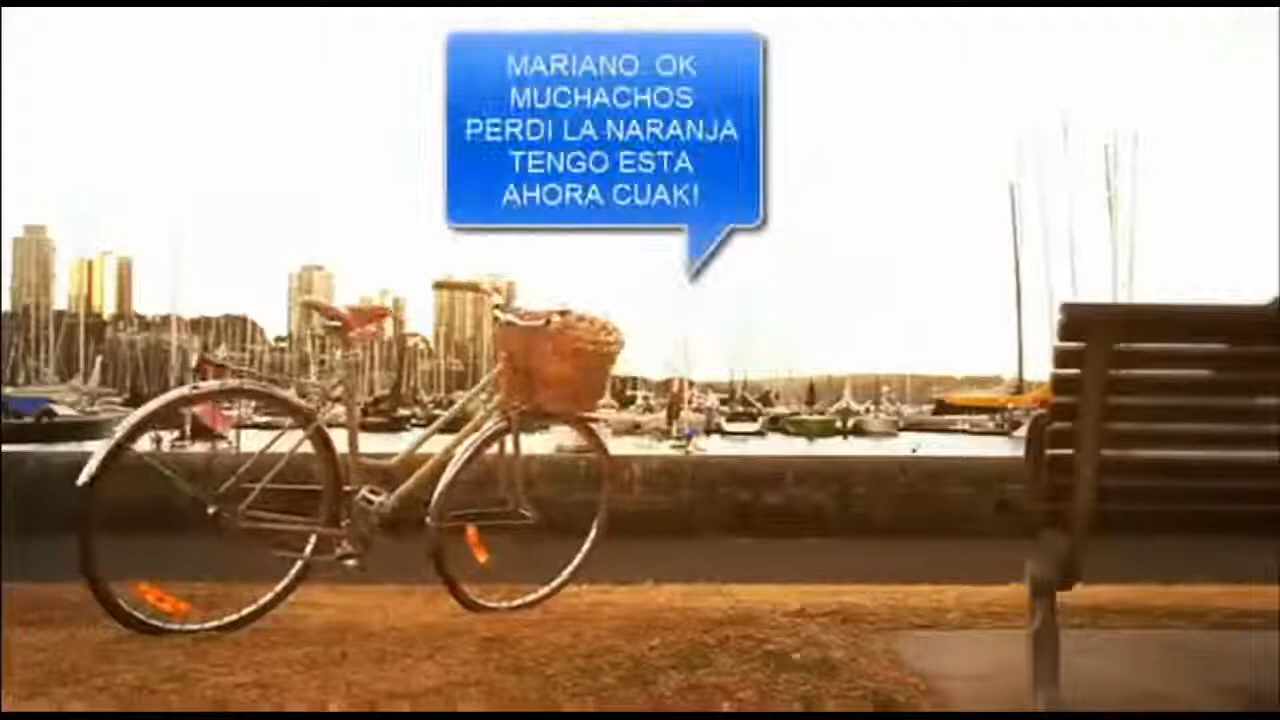 MARIANO OK
MUCHACHOS
PERDI LA NARANJA
TENGO ESTA
AHORA CUAK!